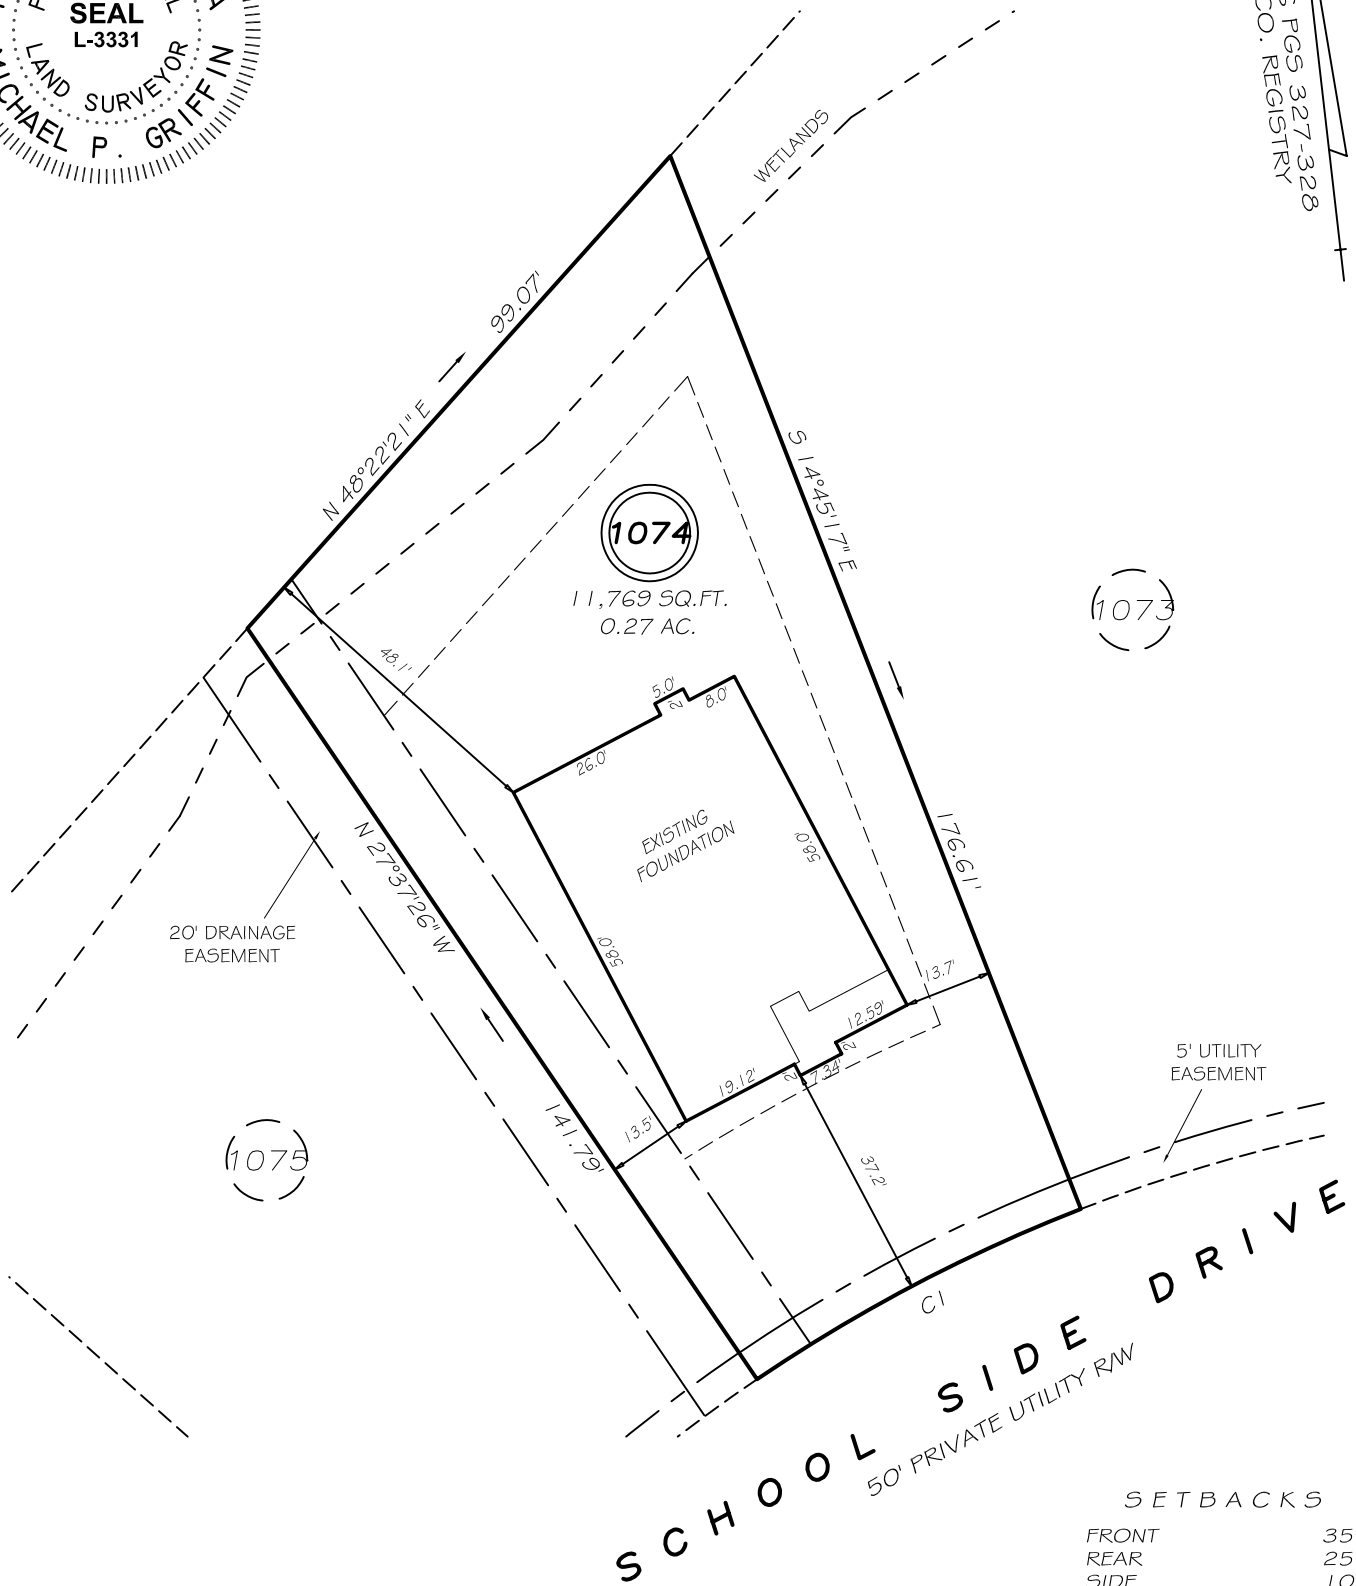 SEAL
L-3331
LAND SURVEYOR
MICHAEL P. GRIFFIN
PGS 327-328
CO. REGISTRY
WETLANDS
N 48°22'21" E
99.07'
S 14°45'17" E
176.61'
1074
11,769 SQ.FT.
0.27 AC.
1073
48.1'
5.0'
2'
8.0'
26.0'
EXISTING
FOUNDATION
58.0'
58.0'
N 27°37'26" W
141.79'
20' DRAINAGE
EASEMENT
13.7'
12.59'
2'
7.34'
2'
19.12'
13.5'
37.2'
5' UTILITY
EASEMENT
1075
C1
SCHOOL SIDE DRIVE
50' PRIVATE UTILITY R/W
SETBACKS
FRONT 35
REAR 25
SIDE 10